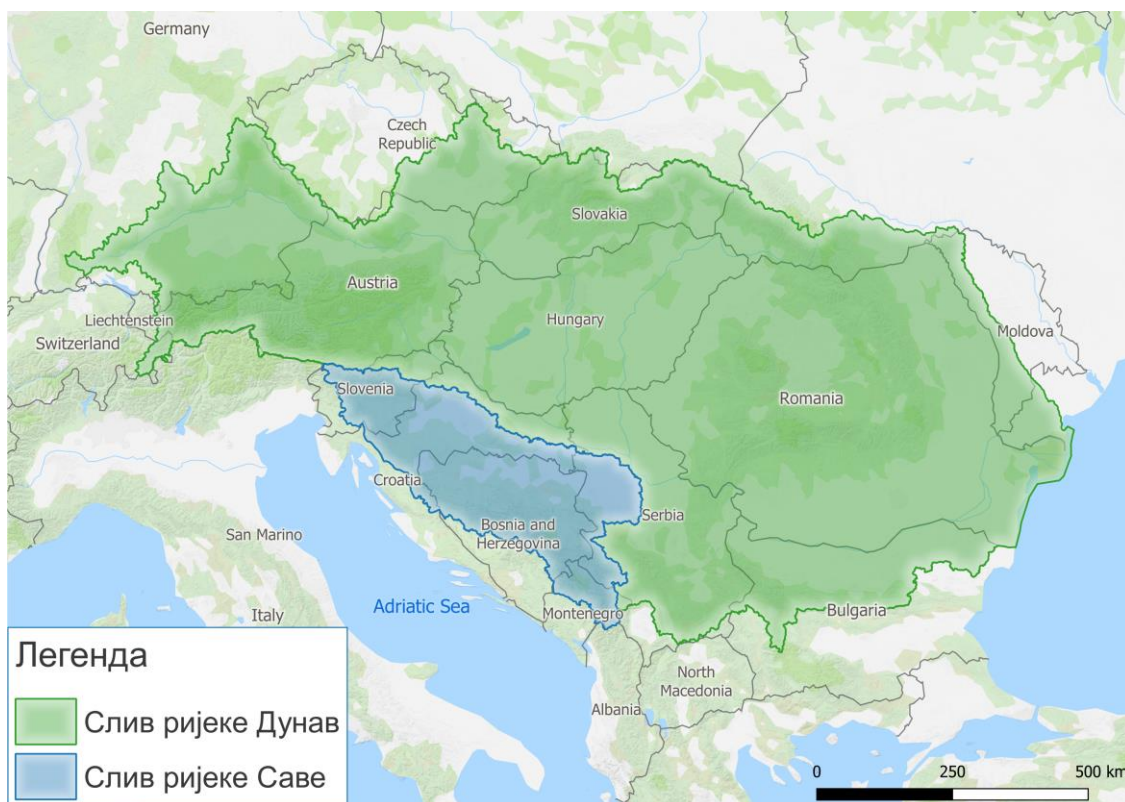 Germany
Czech
Republic
Slovakia
Austria
Liechtenstein
Switzerland
Hungary
Moldova
Slovenia
Romania
Croatia
Bosnia and
Herzegovina
Serbia
San Marino
Adriatic Sea
Italy
Montenegro
Bulgaria
North
Macedonia
Albania
Легенда
Слив ријеке Дунав
Слив ријеке Саве
0 250 500 km